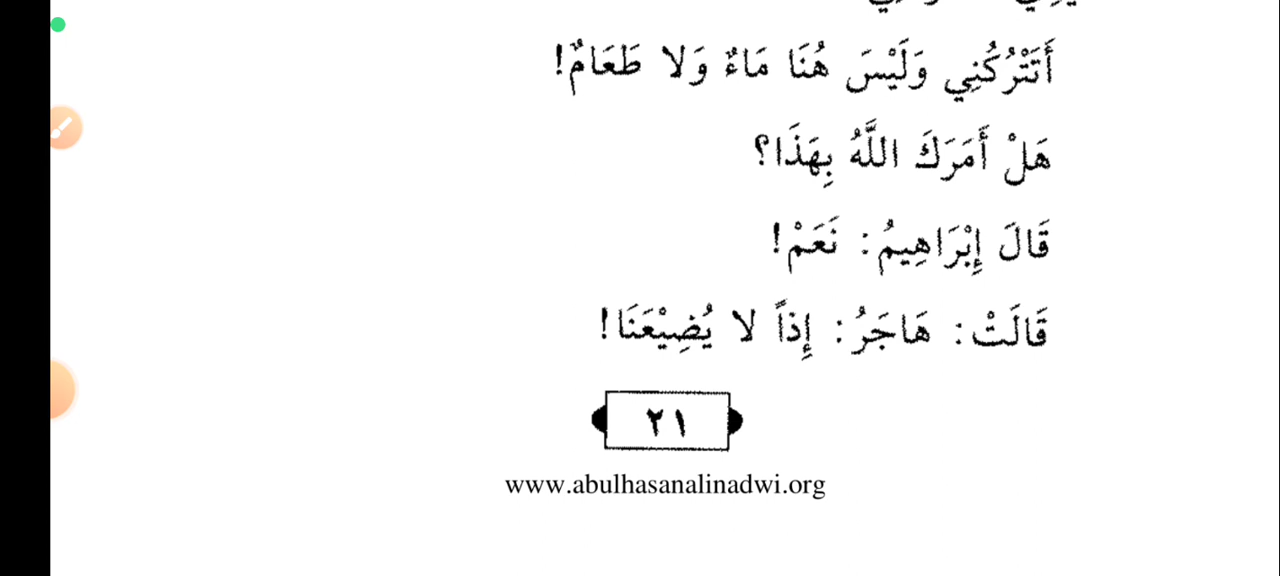 أَتَتْرُكُنِي وَلَيْسَ هُنَا مَاءٌ وَلا طَعَامٌ!
هَلْ أَمَرَكَ اللَّهُ بِهَذَا؟
قَالَ إِبْرَاهِيمُ: نَعَمْ!
قَالَتْ: هَاجَرُ: إِذاً لا يُضِيْعَنَا!
٢١
www.abulhasanalinadwi.org